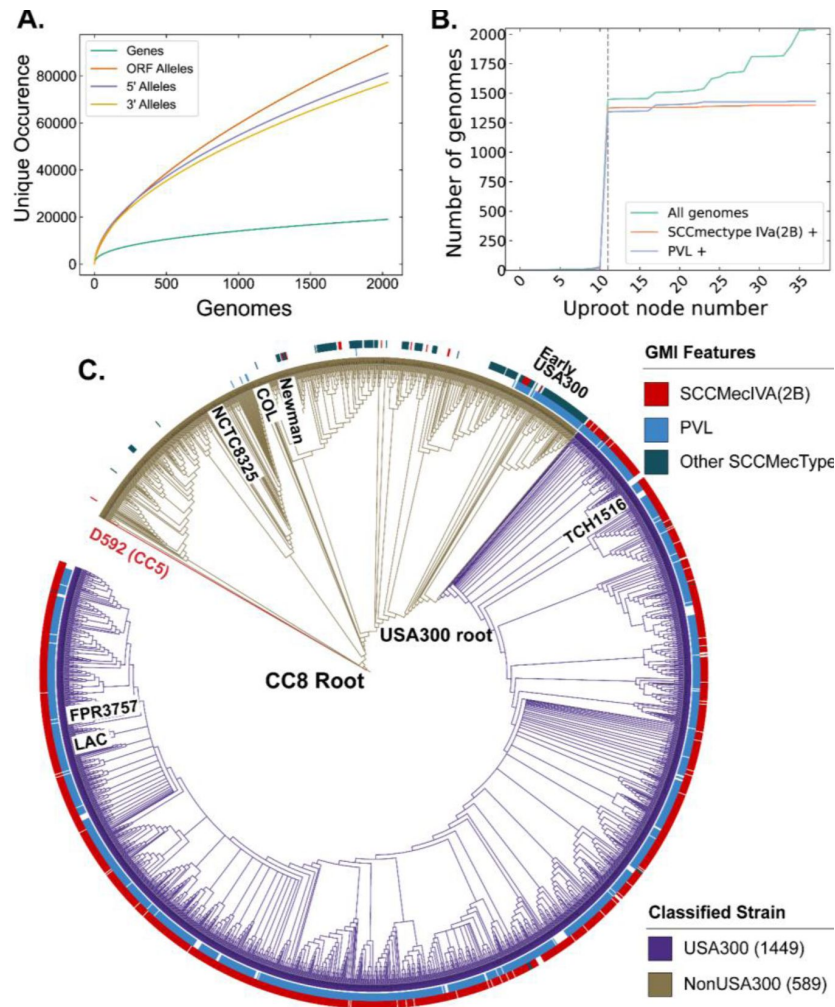 A.
Unique Occurence
80000
60000
40000
20000
0
Genes
ORF Alleles
5' Alleles
3' Alleles
0
500
1000
1500
2000
Genomes
B.
Number of genomes
2000
1750
1500
1250
1000
750
500
250
0
All genomes
SCCmectype IVa(2B) +
PVL +
0
5
10
15
20
25
30
35
Uproot node number
C.
NCTC8325
COL
Newman
Early
USA300
D592 (CC5)
TCH1516
USA300 root
CC8 Root
FPR3757
LAC
GMI Features
SCCMecIVA(2B)
PVL
Other SCCMecType
Classified Strain
USA300 (1449)
NonUSA300 (589)